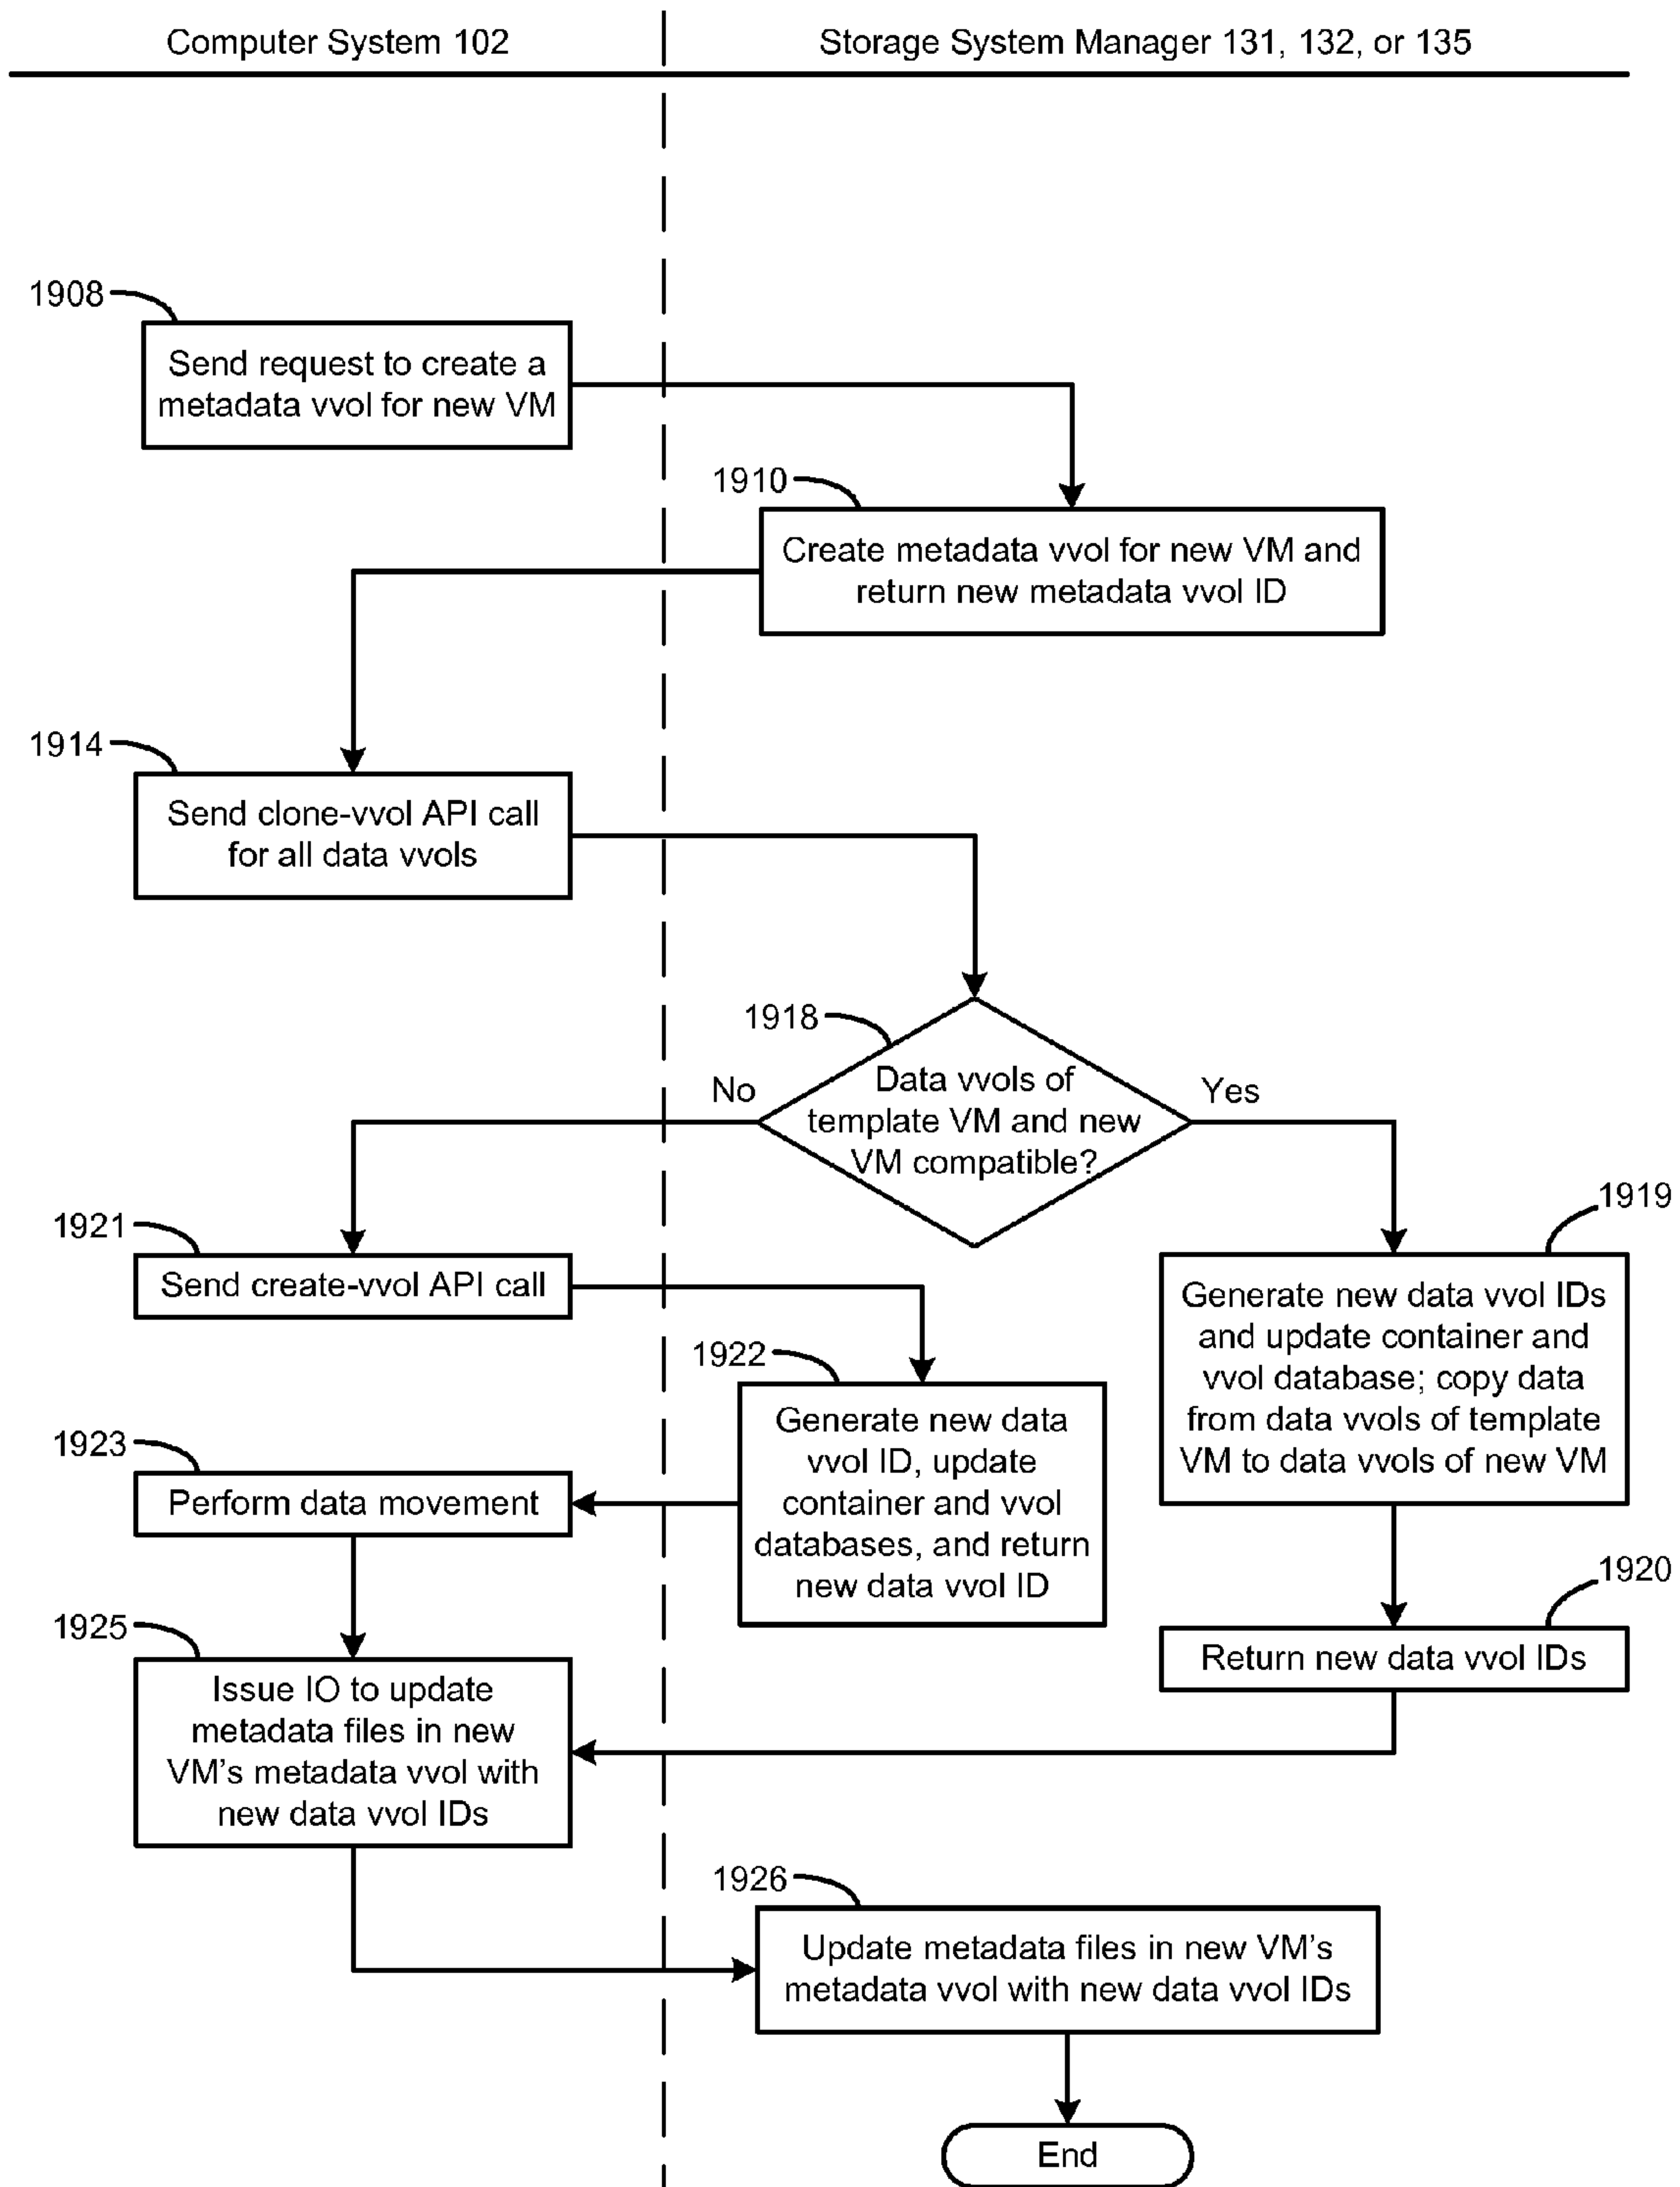 Computer System 102
Storage System Manager 131, 132, or 135
1908
Send request to create a
metadata vvol for new VM
1910
Create metadata vvol for new VM and
return new metadata vvol ID
1914
Send clone-vvol API call
for all data vvols
1918
Data vvols of
template VM and new
VM compatible?
No
Yes
1921
Send create-vvol API call
1919
Generate new data vvol IDs
and update container and
vvol database; copy data
from data vvols of template
VM to data vvols of new VM
1922
Generate new data
vvol ID, update
container and vvol
databases, and return
new data vvol ID
1923
Perform data movement
1920
Return new data vvol IDs
1925
Issue IO to update
metadata files in new
VM's metadata vvol with
new data vvol IDs
1926
Update metadata files in new VM's
metadata vvol with new data vvol IDs
End